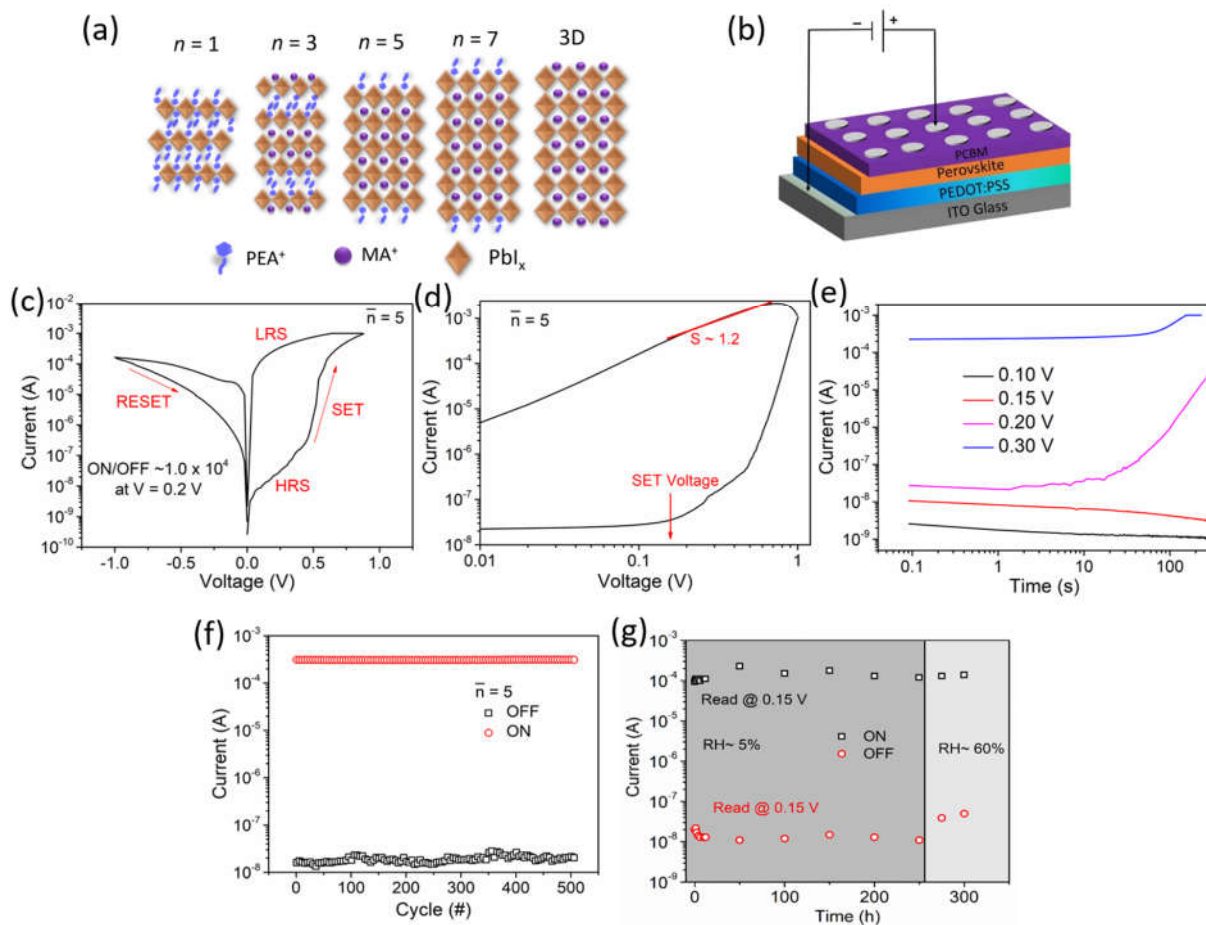 (a)
n = 1
n = 3
n = 5
n = 7
3D
PEA⁺
MA⁺
PbIₓ
(b)
− +
PCBM
Perovskite
PEDOT:PSS
ITO Glass
(c)
10⁻²
10⁻³
10⁻⁴
10⁻⁵
10⁻⁶
10⁻⁷
10⁻⁸
10⁻⁹
10⁻¹⁰
Current (A)
n̅ = 5
LRS
RESET
SET
ON/OFF ~1.0 x 10⁴
at V = 0.2 V
HRS
-1.0 -0.5 0.0 0.5 1.0
Voltage (V)
(d)
10⁻³
10⁻⁴
10⁻⁵
10⁻⁶
10⁻⁷
10⁻⁸
Current (A)
n̅ = 5
S ~ 1.2
SET Voltage
0.01 0.1 1
Voltage (V)
(e)
10⁻³
10⁻⁴
10⁻⁵
10⁻⁶
10⁻⁷
10⁻⁸
10⁻⁹
Current (A)
0.10 V
0.15 V
0.20 V
0.30 V
0.1 1 10 100
Time (s)
(f)
10⁻³
10⁻⁴
10⁻⁵
10⁻⁶
10⁻⁷
10⁻⁸
Current (A)
n̅ = 5
OFF
ON
0 100 200 300 400 500
Cycle (#)
(g)
10⁻³
10⁻⁴
10⁻⁵
10⁻⁶
10⁻⁷
10⁻⁸
10⁻⁹
Current (A)
Read @ 0.15 V
RH~ 5%
ON
OFF
RH~ 60%
Read @ 0.15 V
0 100 200 300
Time (h)